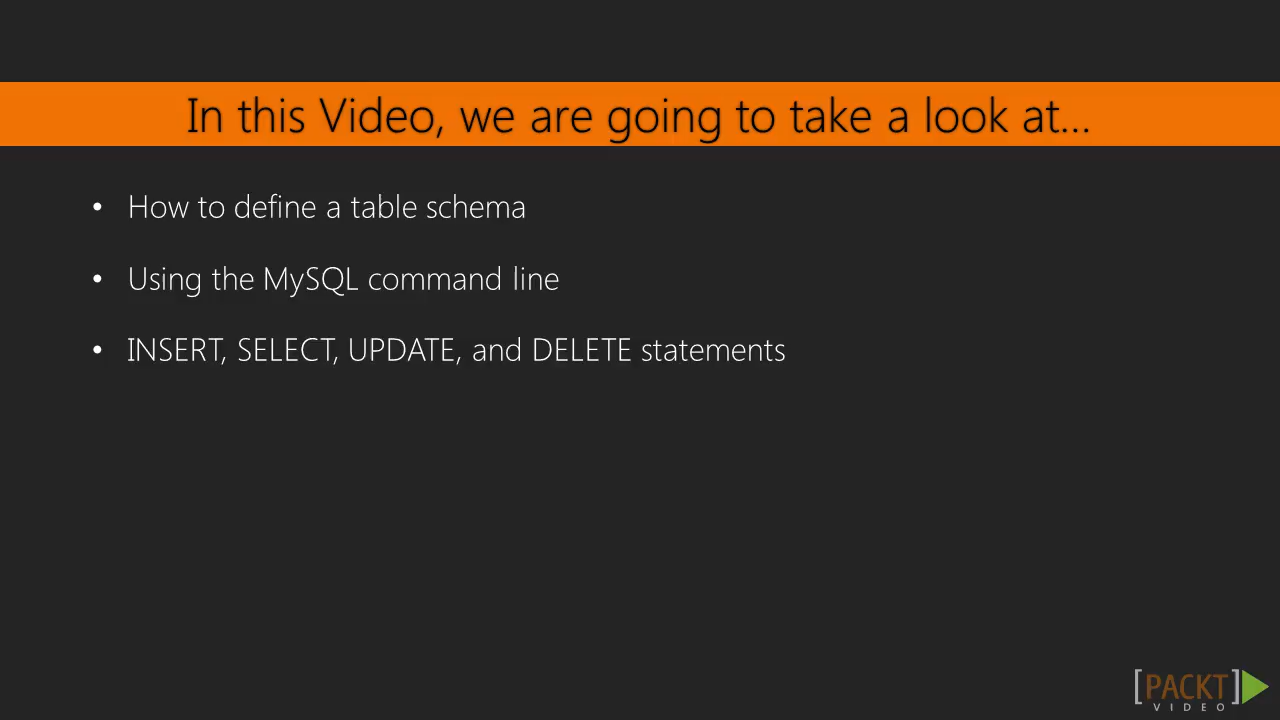 In this Video, we are going to take a look at...
• How to define a table schema
• Using the MySQL command line
• INSERT, SELECT, UPDATE, and DELETE statements
[PACKT]
VIDEO